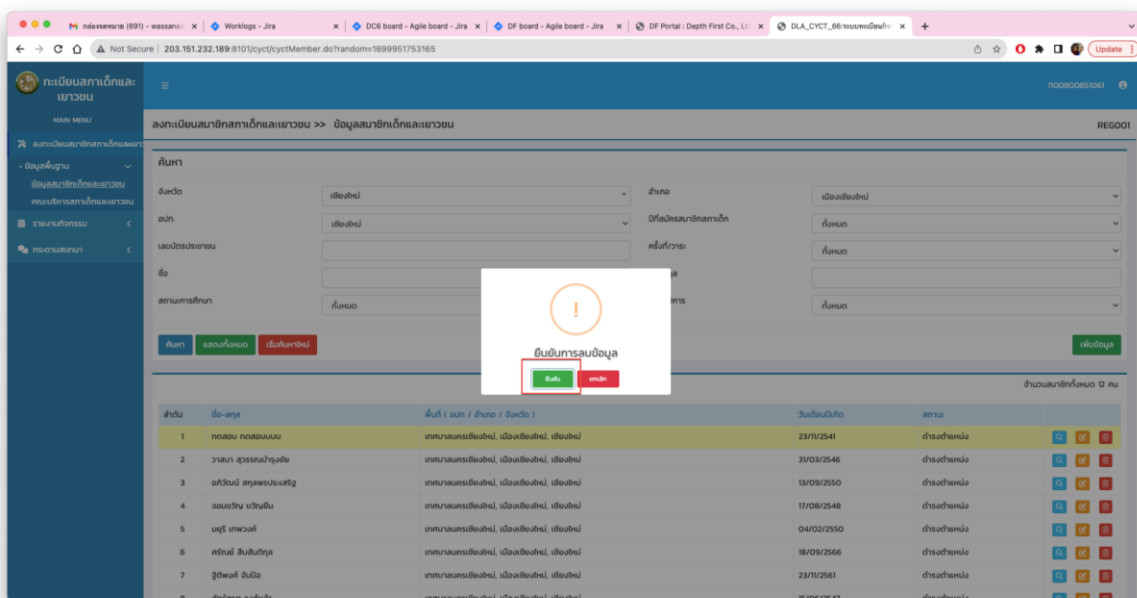 กล่องจดหมาย (691) - wassana
Worklogs - Jira
DC6 board - Agile board - Jira
DF board - Agile board - Jira
DF Portal : Depth First Co., Lt
DLA_CYCT_66:ระบบทะเบียน
Not Secure | 203.151.232.189:8101/cyct/cyctMember.do?random=1699951753165
Update
ทะเบียนสภาเด็กและเยาวชน
1100800851061
MAIN MENU
ลงทะเบียนสมาชิกสภาเด็กและเยาว
ข้อมูลพื้นฐาน
ข้อมูลสมาชิกเด็กและเยาวชน
คณะบริหารสภาเด็กและเยาวชน
รายงานกิจกรรม
กระดานสนทนา
ลงทะเบียนสมาชิกสภาเด็กและเยาวชน >> ข้อมูลสมาชิกเด็กและเยาวชน
REG001
ค้นหา
จังหวัด เชียงใหม่ อำเภอ เมืองเชียงใหม่
อปท. เชียงใหม่ ปีที่สมัครสมาชิกสภาเด็ก ทั้งหมด
เลขบัตรประชาชน ครั้งที่/วาระ ทั้งหมด
ชื่อ
สถานะการศึกษา ทั้งหมด ทั้งหมด
ค้นหา แสดงทั้งหมด เริ่มค้นหาใหม่ เพิ่มข้อมูล
!
ยืนยันการลบข้อมูล
ยืนยัน ยกเลิก
จำนวนสมาชิกทั้งหมด 12 คน
ลำดับ ชื่อ-สกุล พื้นที่ ( อปท / อำเภอ / จังหวัด ) วันเดือนปีเกิด สถานะ
1 ทดสอบ ทดสอบบบบ เทศบาลนครเชียงใหม่, เมืองเชียงใหม่, เชียงใหม่ 23/11/2541 ดำรงตำแหน่ง
2 วาสนา สุวรรณบำรุงชัย เทศบาลนครเชียงใหม่, เมืองเชียงใหม่, เชียงใหม่ 31/03/2546 ดำรงตำแหน่ง
3 อภิวัฒน์ สกุลพรประเสริฐ เทศบาลนครเชียงใหม่, เมืองเชียงใหม่, เชียงใหม่ 13/09/2550 ดำรงตำแหน่ง
4 จอมขวัญ ขวัญยืน เทศบาลนครเชียงใหม่, เมืองเชียงใหม่, เชียงใหม่ 17/08/2548 ดำรงตำแหน่ง
5 มยุรี เทพวงค์ เทศบาลนครเชียงใหม่, เมืองเชียงใหม่, เชียงใหม่ 04/02/2550 ดำรงตำแหน่ง
6 ศรัณย์ สืบสันติกุล เทศบาลนครเชียงใหม่, เมืองเชียงใหม่, เชียงใหม่ 18/09/2566 ดำรงตำแหน่ง
7 ฐิติพงศ์ จันป้อ เทศบาลนครเชียงใหม่, เมืองเชียงใหม่, เชียงใหม่ 23/11/2561 ดำรงตำแหน่ง